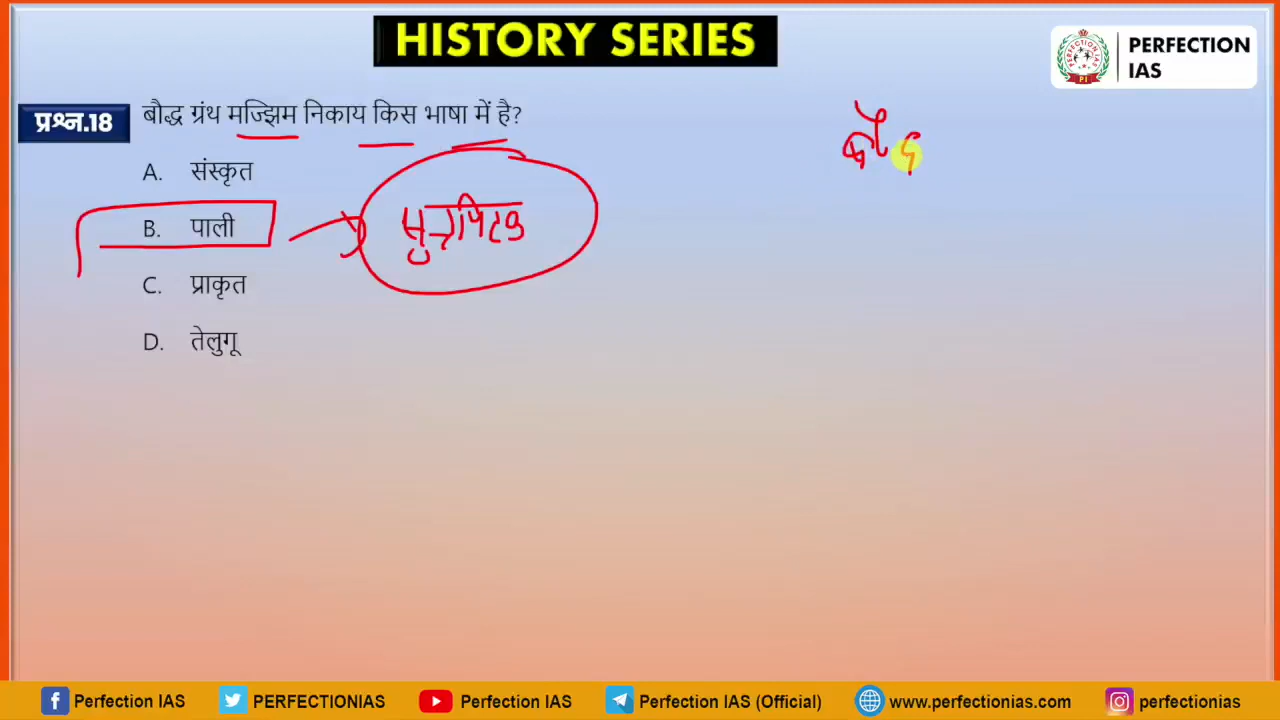 HISTORY SERIES
PERFECTION
IAS
प्रश्न.18
बौद्ध ग्रंथ मज्झिम निकाय किस भाषा में है?
A. संस्कृत
B. पाली
सुत्तपिटक
C. प्राकृत
D. तेलुगू
Perfection IAS
PERFECTIONIAS
Perfection IAS
Perfection IAS (Official)
www.perfectionias.com
perfectionias